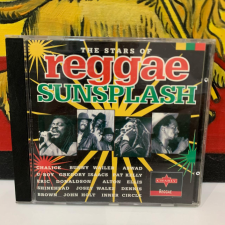 THE STARS OF
reggae
SUNSPLASH
CHALICE BUNNY WAILER ASWAD
U-ROY GREGORY ISAACS PAT KELLY
ERIC DONALDSON ALTON ELLIS
SHINEHEAD JOSEY WALES DENNIS
BROWN JOHN HOLT INNER CIRCLE